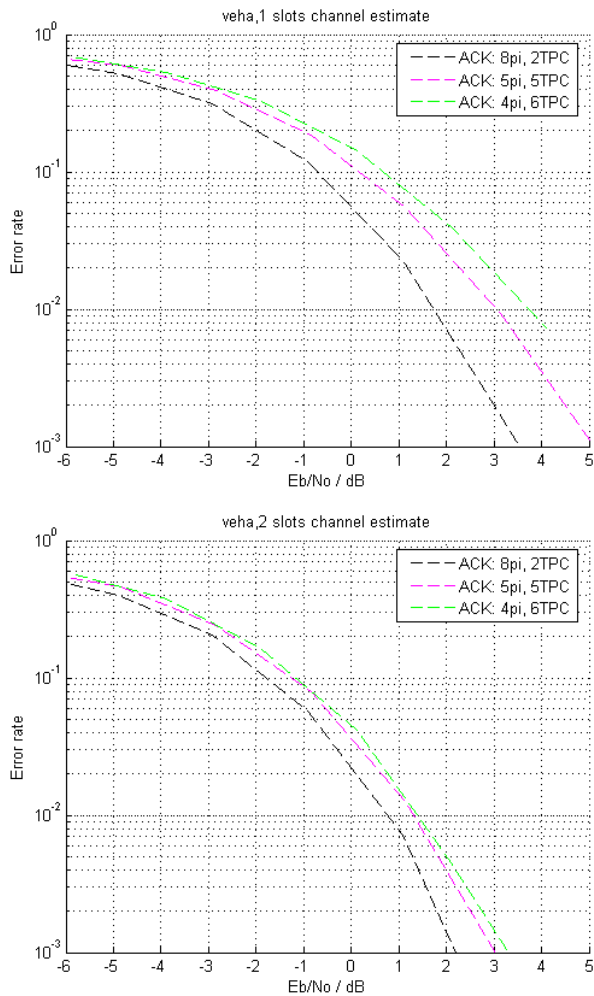 veha,1 slots channel estimate
10^0
10^-1
10^-2
10^-3
Error rate
ACK: 8pi, 2TPC
ACK: 5pi, 5TPC
ACK: 4pi, 6TPC
-6 -5 -4 -3 -2 -1 0 1 2 3 4 5
Eb/No / dB
veha,2 slots channel estimate
10^0
10^-1
10^-2
10^-3
Error rate
ACK: 8pi, 2TPC
ACK: 5pi, 5TPC
ACK: 4pi, 6TPC
-6 -5 -4 -3 -2 -1 0 1 2 3 4 5
Eb/No / dB